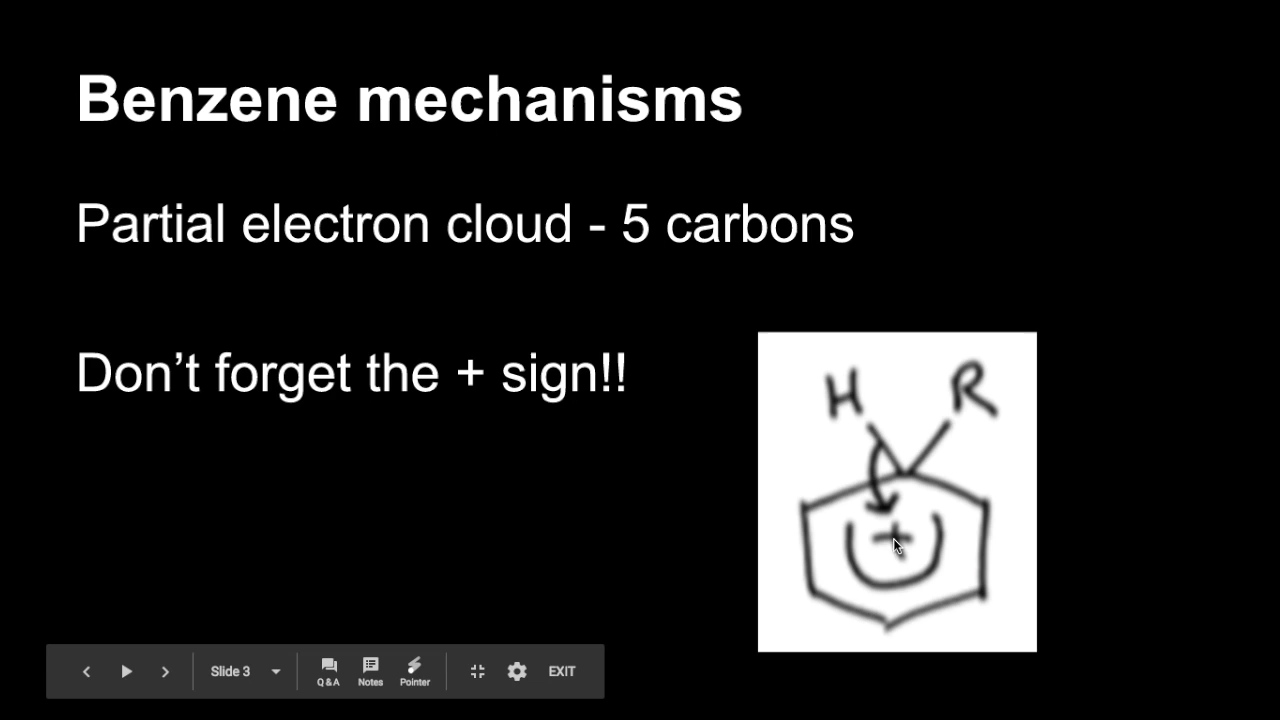 Benzene mechanisms
Partial electron cloud - 5 carbons
Don’t forget the + sign!!
H R
+
Slide 3 Q&A Notes Pointer EXIT